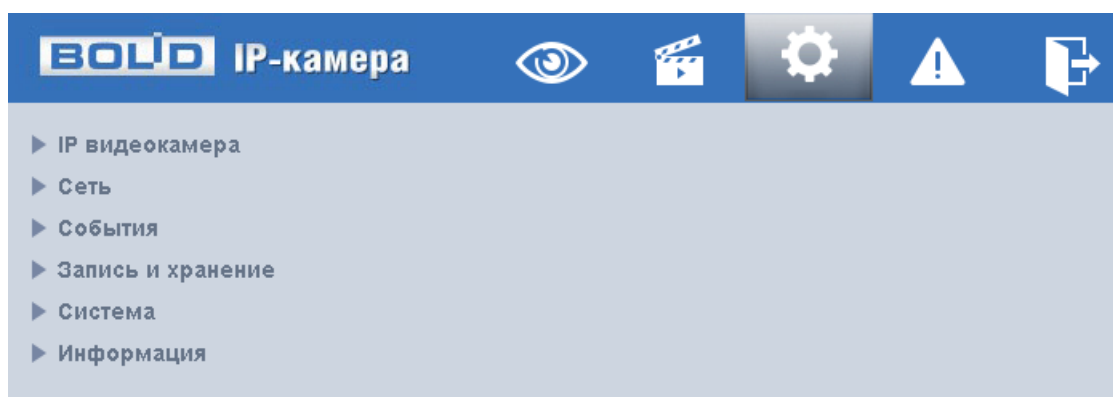 BOLID IP-камера
IP видеокамера
Сеть
События
Запись и хранение
Система
Информация